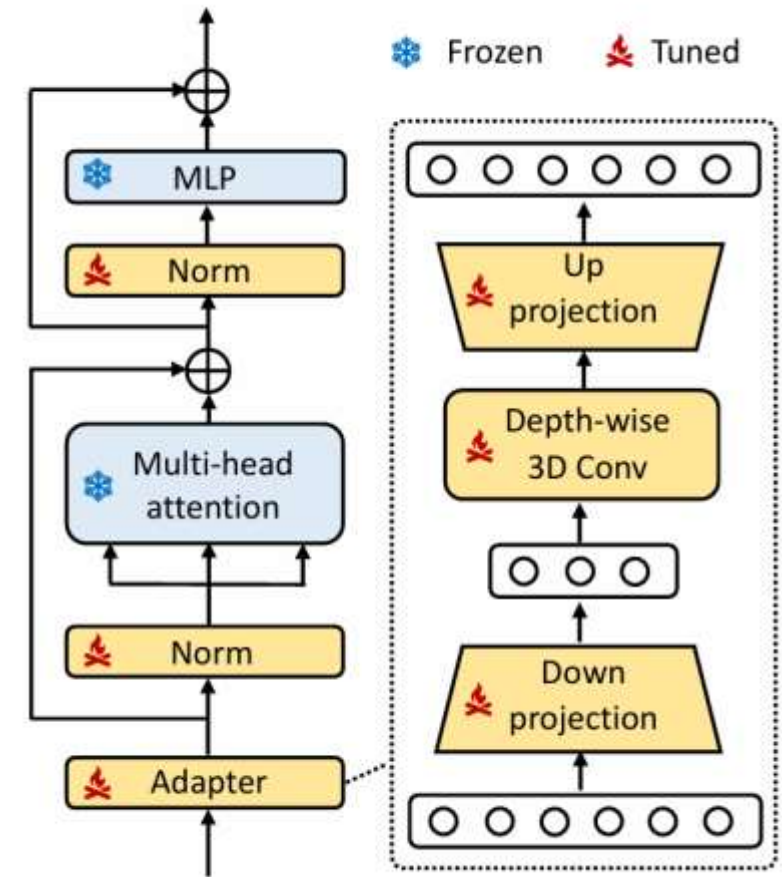 Frozen
Tuned
MLP
Norm
Multi-head
attention
Norm
Adapter
Up
projection
Depth-wise
3D Conv
Down
projection